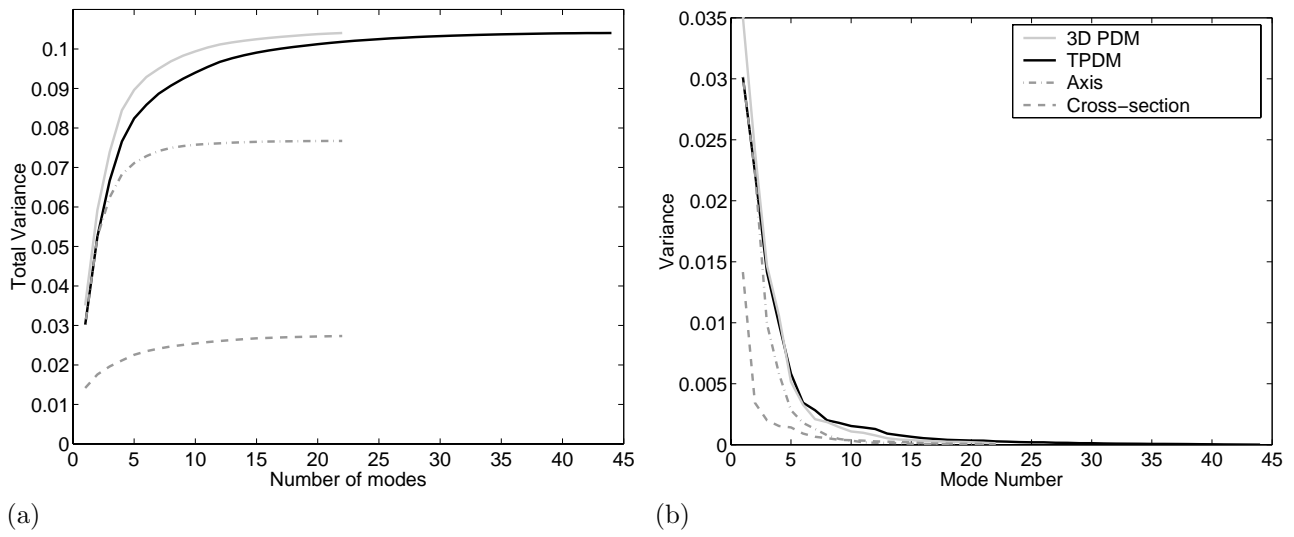 0.1
0.09
0.08
0.07
0.06
0.05
0.04
0.03
0.02
0.01
0
Total Variance
0 5 10 15 20 25 30 35 40 45
Number of modes
(a)
0.035
0.03
0.025
0.02
0.015
0.01
0.005
0
Variance
3D PDM
TPDM
Axis
Cross−section
0 5 10 15 20 25 30 35 40 45
Mode Number
(b)